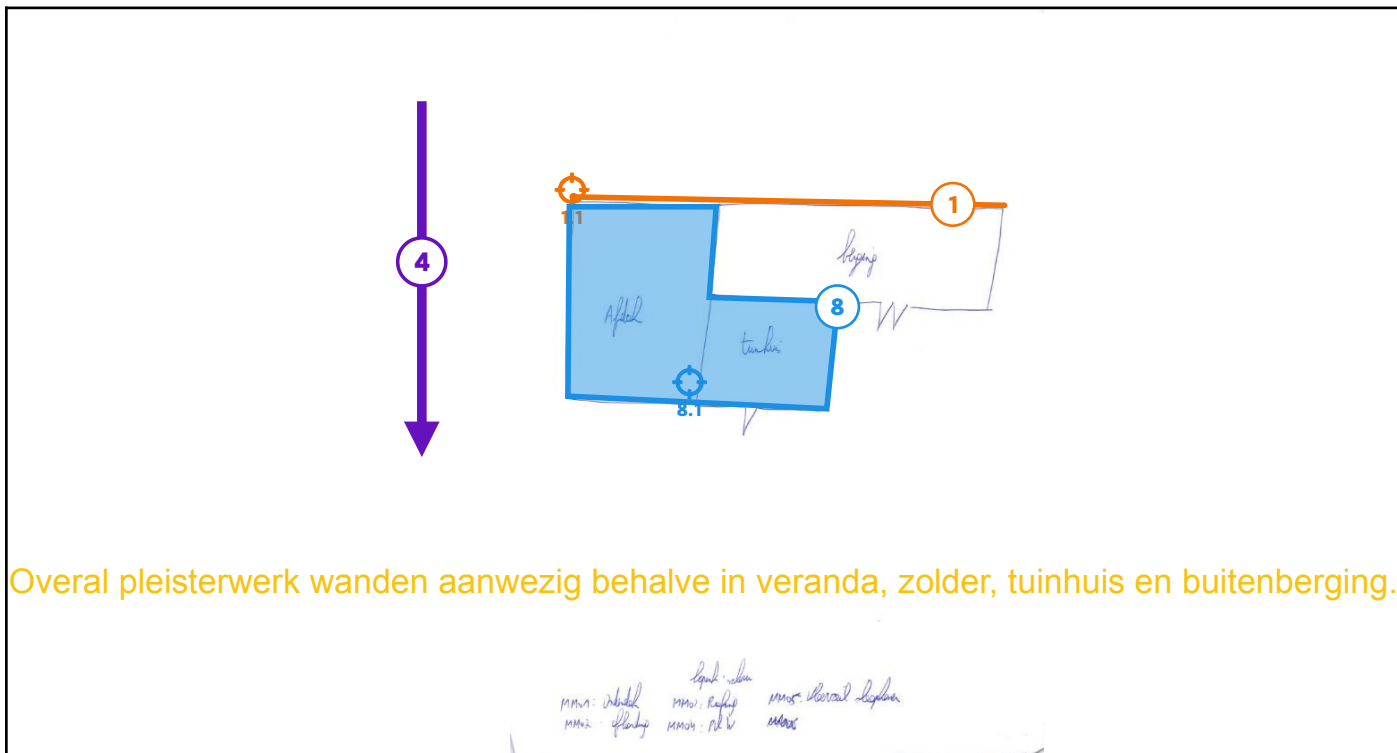 1.1
1
4
berging
8
Afdak
tuinhuis
8.1
Overal pleisterwerk wanden aanwezig behalve in veranda, zolder, tuinhuis en buitenberging.
MM01: Onderdak
MM02:
MM04:
MM05: